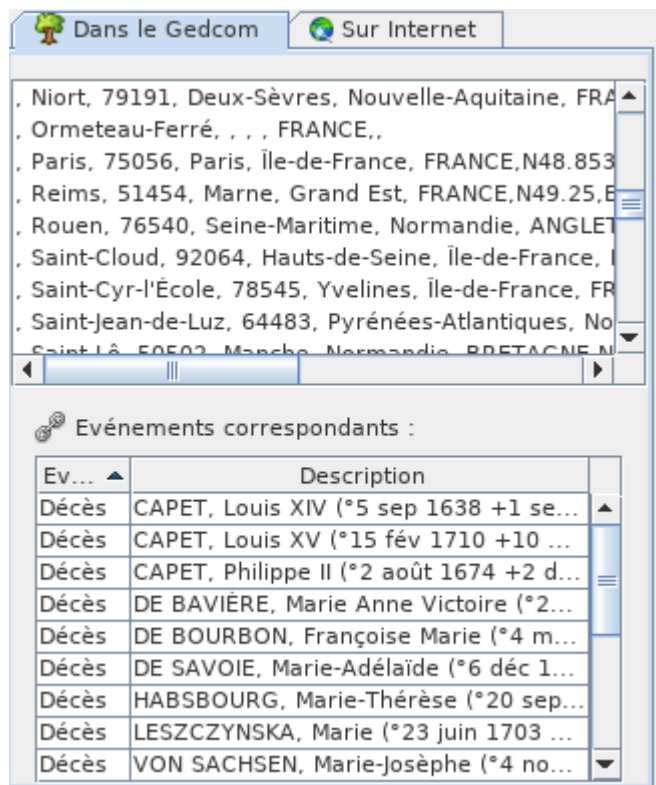 Dans le Gedcom
Sur Internet
, Niort, 79191, Deux-Sèvres, Nouvelle-Aquitaine, FRA
, Ormeteau-Ferré, , , , FRANCE,,
, Paris, 75056, Paris, Île-de-France, FRANCE,N48.853
, Reims, 51454, Marne, Grand Est, FRANCE,N49.25,E
, Rouen, 76540, Seine-Maritime, Normandie, ANGLET
, Saint-Cloud, 92064, Hauts-de-Seine, Île-de-France,
, Saint-Cyr-l'École, 78545, Yvelines, Île-de-France, FR
, Saint-Jean-de-Luz, 64483, Pyrénées-Atlantiques, No
, Saint-Lô, 50502, Manche, Normandie, BRETAGNE,N
Evénements correspondants :
Ev... Description
Décès CAPET, Louis XIV (°5 sep 1638 +1 se...
Décès CAPET, Louis XV (°15 fév 1710 +10 ...
Décès CAPET, Philippe II (°2 août 1674 +2 d...
Décès DE BAVIÈRE, Marie Anne Victoire (°2...
Décès DE BOURBON, Françoise Marie (°4 m...
Décès DE SAVOIE, Marie-Adélaïde (°6 déc 1...
Décès HABSBOURG, Marie-Thérèse (°20 sep...
Décès LESZCZYNSKA, Marie (°23 juin 1703 ...
Décès VON SACHSEN, Marie-Josèphe (°4 no...